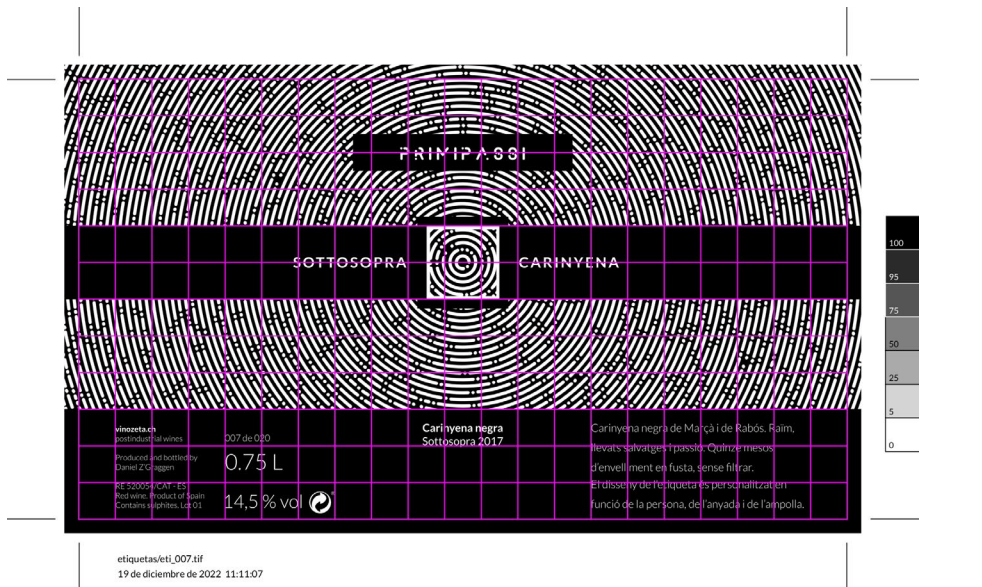 PRIMIPASSI
SOTTOSOPRA
CARINYENA
100
95
75
50
25
5
0
vinozeta.ch
postindustrial wines
007 de 020
Produced and bottled by
Daniel Z'Graggen
0.75 L
RE 520054/CAT - ES
Red wine. Product of Spain
Contains sulphites. Lot 01
14,5 % vol
Carinyena negra
Sottosopra 2017
Carinyena negra de Marçà i de Rabós. Raïm,
llevats salvatges i passió. Quinze mesos
d'envelliment en fusta, sense filtrar.
El disseny de l'etiqueta és personalitzat en
funció de la persona, de l'anyada i de l'ampolla.
etiquetas/eti_007.tif
19 de diciembre de 2022 11:11:07